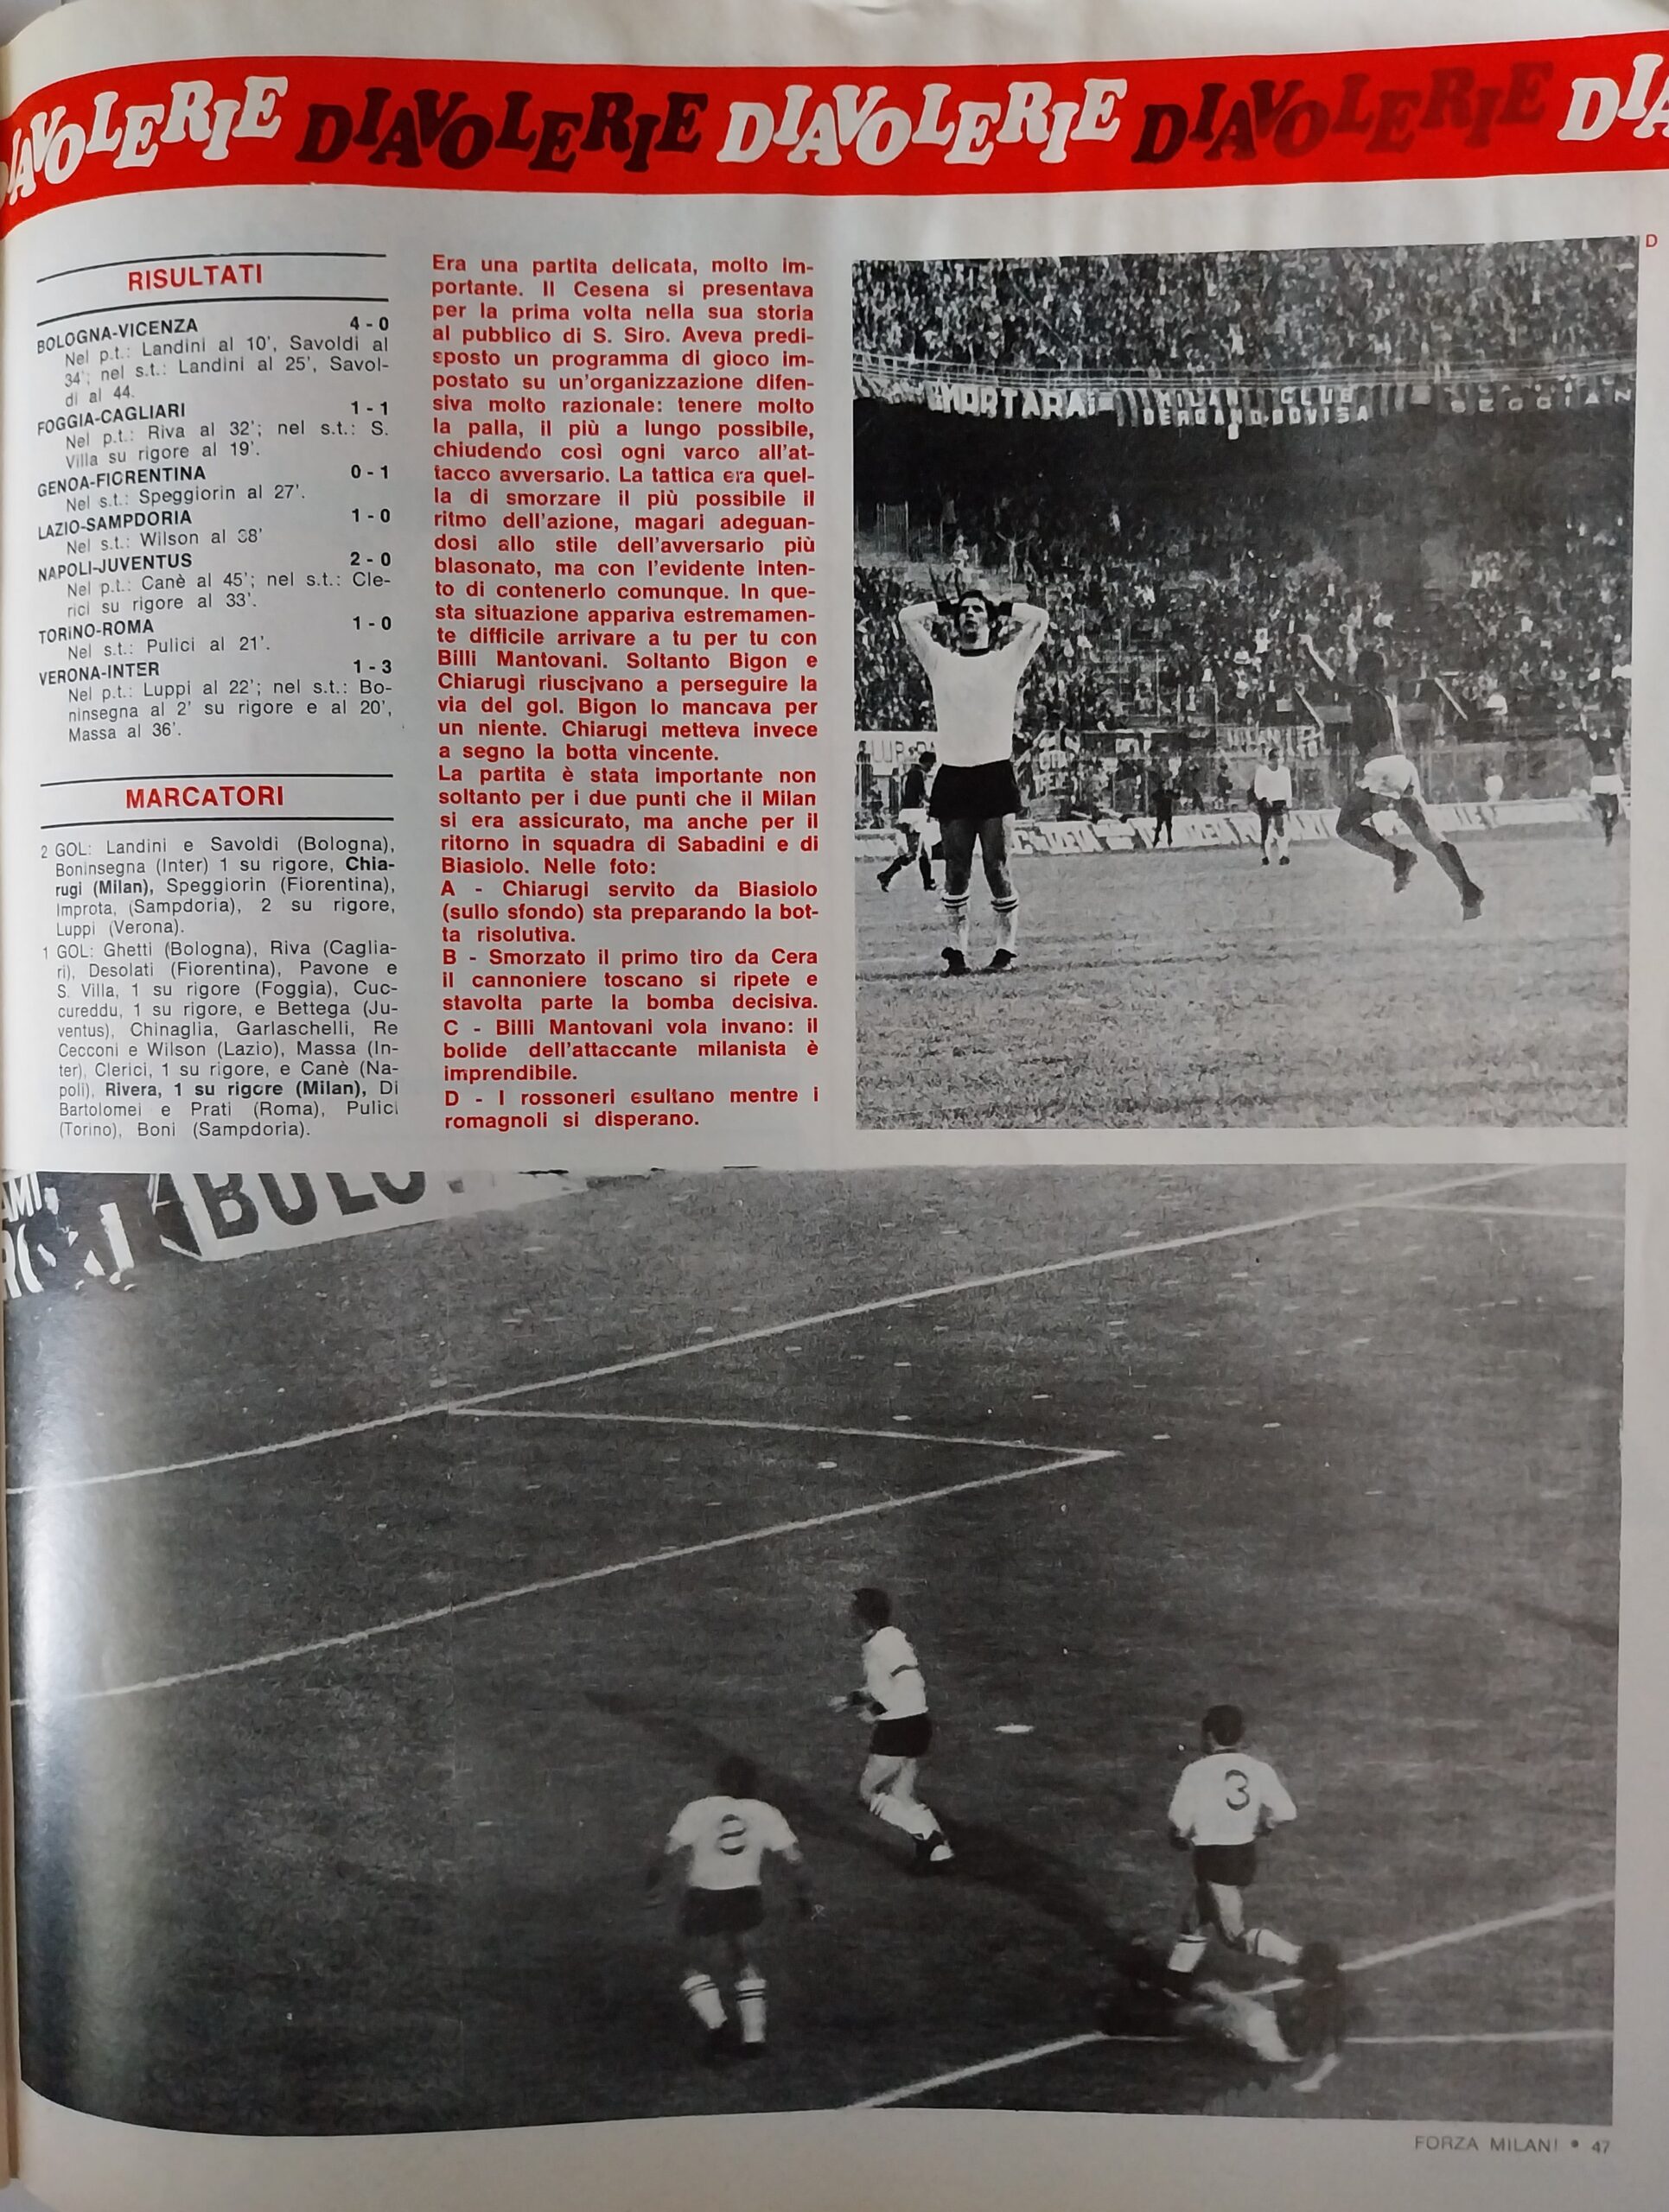 DIAVOLERIE DIAVOLERIE DIAVOLERIE DIAVOLERIE DIA
RISULTATI
BOLOGNA-VICENZA 4 - 0
Nel p.t.: Landini al 10', Savoldi al
34'; nel s.t.: Landini al 25', Savol-
di al 44.
FOGGIA-CAGLIARI 1 - 1
Nel p.t.: Riva al 32'; nel s.t.: S.
Villa su rigore al 19'.
GENOA-FIORENTINA 0 - 1
Nel s.t.: Speggiorin al 27'.
LAZIO-SAMPDORIA 1 - 0
Nel s.t.: Wilson al 38'
NAPOLI-JUVENTUS 2 - 0
Nel p.t.: Canè al 45'; nel s.t.: Cle-
rici su rigore al 33'.
TORINO-ROMA 1 - 0
Nel s.t.: Pulici al 21'.
VERONA-INTER 1 - 3
Nel p.t.: Luppi al 22'; nel s.t.: Bo-
ninsegna al 2' su rigore e al 20',
Massa al 36'.
MARCATORI
2 GOL: Landini e Savoldi (Bologna),
Boninsegna (Inter) 1 su rigore, Chia-
rugi (Milan), Speggiorin (Fiorentina),
Improta, (Sampdoria), 2 su rigore,
Luppi (Verona).
1 GOL: Ghetti (Bologna), Riva (Caglia-
ri), Desolati (Fiorentina), Pavone e
S. Villa, 1 su rigore (Foggia), Cuc-
cureddu, 1 su rigore, e Bettega (Ju-
ventus), Chinaglia, Garlaschelli, Re
Cecconi e Wilson (Lazio), Massa (In-
ter), Clerici, 1 su rigore, e Canè (Na-
poli), Rivera, 1 su rigore (Milan), Di
Bartolomei e Prati (Roma), Pulici
(Torino), Boni (Sampdoria).
Era una partita delicata, molto im-
portante. Il Cesena si presentava
per la prima volta nella sua storia
al pubblico di S. Siro. Aveva predi-
sposto un programma di gioco im-
postato su un'organizzazione difen-
siva molto razionale: tenere molto
la palla, il più a lungo possibile,
chiudendo così ogni varco all'at-
tacco avversario. La tattica era quel-
la di smorzare il più possibile il
ritmo dell'azione, magari adeguan-
dosi allo stile dell'avversario più
blasonato, ma con l'evidente inten-
to di contenerlo comunque. In que-
sta situazione appariva estremamen-
te difficile arrivare a tu per tu con
Billi Mantovani. Soltanto Bigon e
Chiarugi riuscivano a perseguire la
via del gol. Bigon lo mancava per
un niente. Chiarugi metteva invece
a segno la botta vincente.
La partita è stata importante non
soltanto per i due punti che il Milan
si era assicurato, ma anche per il
ritorno in squadra di Sabadini e di
Biasiolo. Nelle foto:
A - Chiarugi servito da Biasiolo
(sullo sfondo) sta preparando la bot-
ta risolutiva.
B - Smorzato il primo tiro da Cera
il cannoniere toscano si ripete e
stavolta parte la bomba decisiva.
C - Billi Mantovani vola invano: il
bolide dell'attaccante milanista è
imprendibile.
D - I rossoneri esultano mentre i
romagnoli si disperano.
D
MORTARA
MILAN CLUB
DERGANO-BOVISA
3
FORZA MILAN! • 47